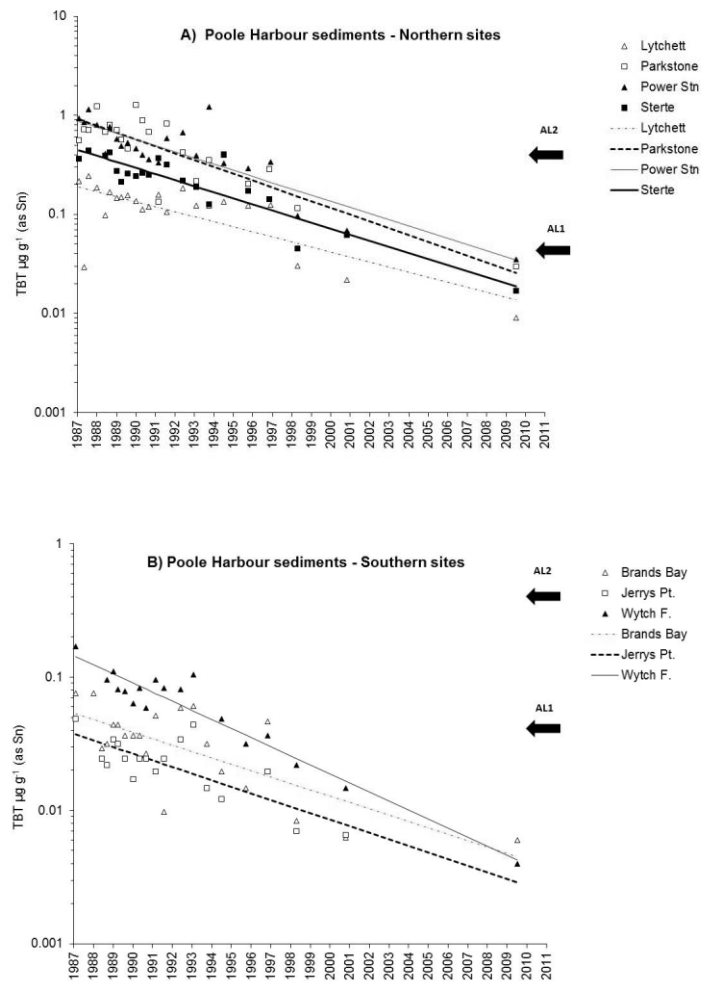 A) Poole Harbour sediments - Northern sites
10
1
0.1
0.01
0.001
TBT µg g-1 (as Sn)
1987
1988
1989
1990
1991
1992
1993
1994
1995
1996
1997
1998
1999
2000
2001
2002
2003
2004
2005
2006
2007
2008
2009
2010
2011
AL2
AL1
Lytchett
Parkstone
Power Stn
Sterte
Lytchett
Parkstone
Power Stn
Sterte
B) Poole Harbour sediments - Southern sites
1
0.1
0.01
0.001
TBT µg g-1 (as Sn)
1987
1988
1989
1990
1991
1992
1993
1994
1995
1996
1997
1998
1999
2000
2001
2002
2003
2004
2005
2006
2007
2008
2009
2010
2011
AL2
AL1
Brands Bay
Jerrys Pt.
Wytch F.
Brands Bay
Jerrys Pt.
Wytch F.